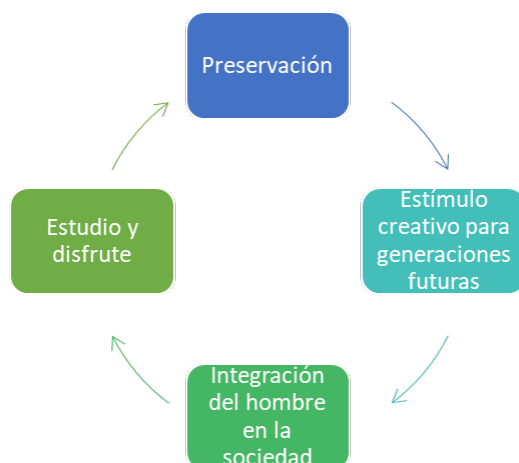 Preservación
Estímulo
creativo para
generaciones
futuras
Integración
del hombre
en la
sociedad
Estudio y
disfrute